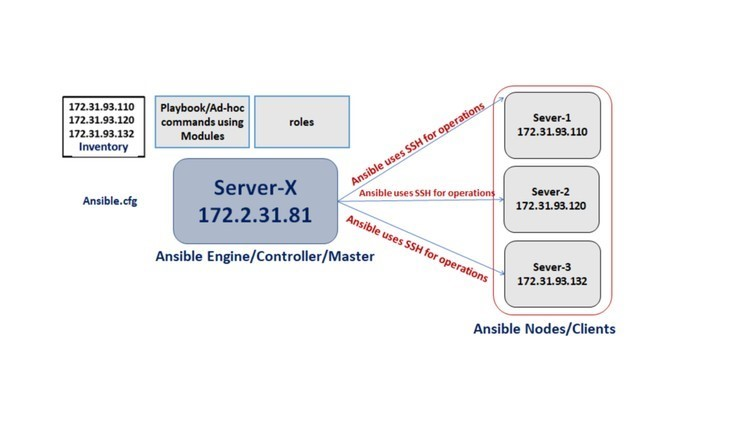 172.31.93.110
172.31.93.120
172.31.93.132
Inventory
Playbook/Ad-hoc
commands using
Modules
roles
Ansible.cfg
Server-X
172.2.31.81
Ansible Engine/Controller/Master
Ansible uses SSH for operations
Ansible uses SSH for operations
Ansible uses SSH for operations
Sever-1
172.31.93.110
Sever-2
172.31.93.120
Sever-3
172.31.93.132
Ansible Nodes/Clients